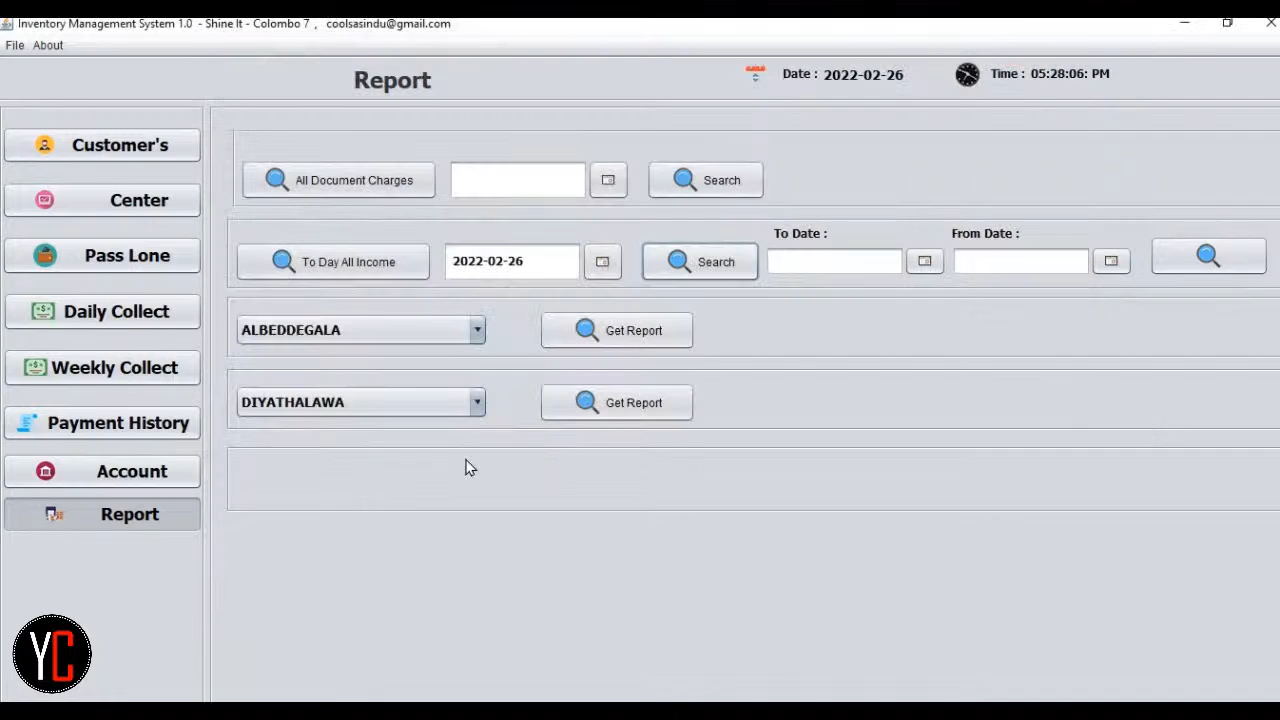 Inventory Management System 1.0 - Shine It - Colombo 7 , coolsasindu@gmail.com
File About
Report
Date : 2022-02-26
Time : 05:28:06: PM
Customer's
Center
Pass Lone
Daily Collect
Weekly Collect
Payment History
Account
Report
All Document Charges
Search
To Day All Income
2022-02-26
Search
To Date :
From Date :
ALBEDDEGALA
Get Report
DIYATHALAWA
Get Report
YC